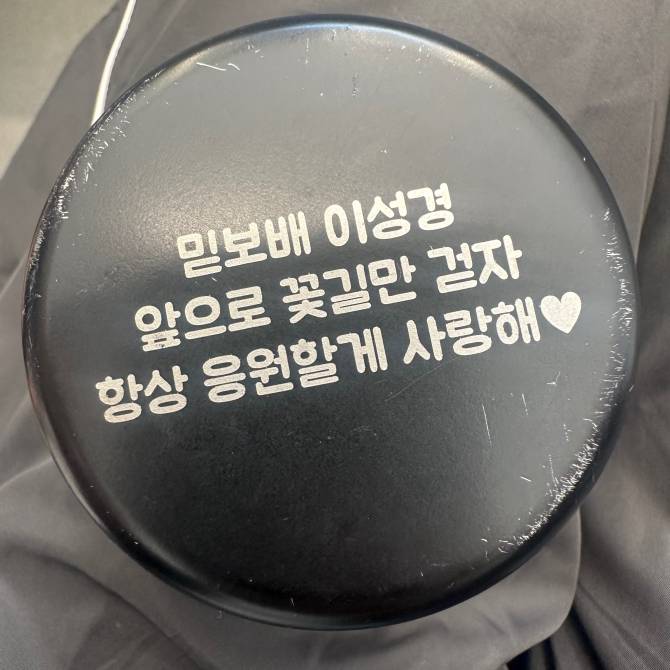 믿보배 이성경
앞으로 꽃길만 걷자
항상 응원할게 사랑해♥